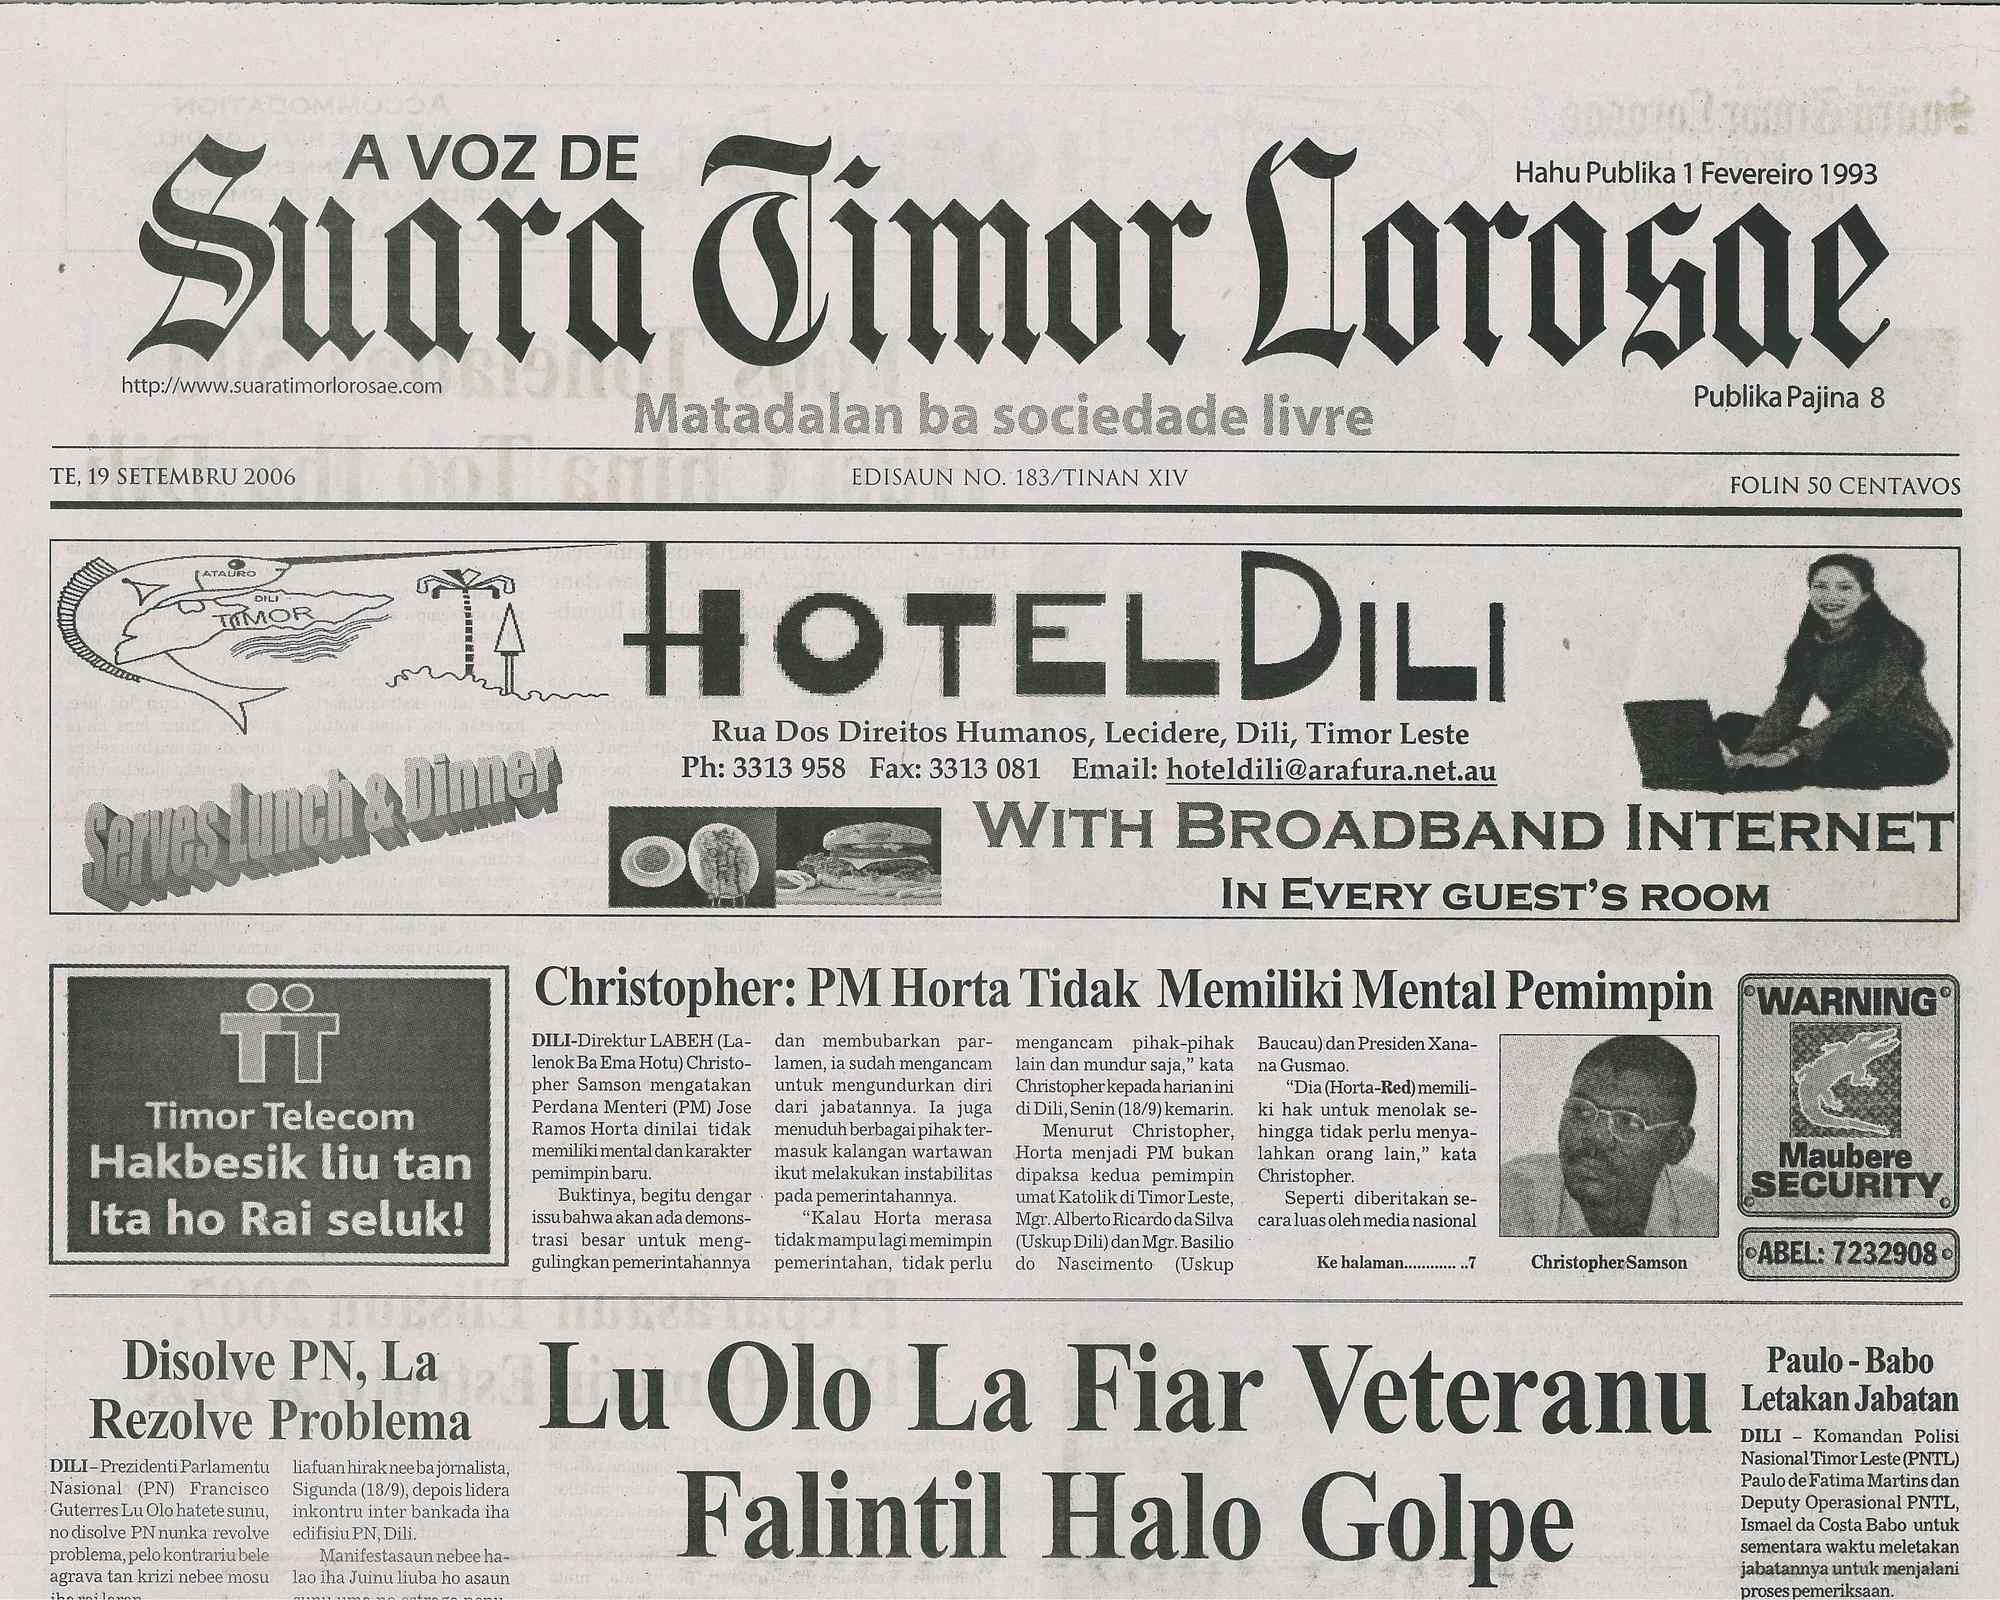 A VOZ DE
Hahu Publika 1 Fevereiro 1993
Suara Timor Lorosae
http://www.suaratimorlorosae.com
Publika Pajina 8
Matadalan ba sociedade livre
TE, 19 SETEMBRU 2006
EDISAUN NO. 183/TINAN XIV
FOLIN 50 CENTAVOS
ATAURO
DILI
TIMOR
HOTEL DILI
Rua Dos Direitos Humanos, Lecidere, Dili, Timor Leste
Ph: 3313 958 Fax: 3313 081 Email: hoteldili@arafura.net.au
Serves Lunch & Dinner
WITH BROADBAND INTERNET
IN EVERY GUEST'S ROOM
Timor Telecom
Hakbesik liu tan
Ita ho Rai seluk!
Christopher: PM Horta Tidak Memiliki Mental Pemimpin
DILI-Direktur LABEH (La-
lenok Ba Ema Hotu) Christo-
pher Samson mengatakan
Perdana Menteri (PM) Jose
Ramos Horta dinilai tidak
memiliki mental dan karakter
pemimpin baru.
Buktinya, begitu dengar
issu bahwa akan ada demons-
trasi besar untuk meng-
gulingkan pemerintahannya
dan membubarkan par-
lamen, ia sudah mengancam
untuk mengundurkan diri
dari jabatannya. Ia juga
menuduh berbagai pihak ter-
masuk kalangan wartawan
ikut melakukan instabilitas
pada pemerintahannya.
"Kalau Horta merasa
tidak mampu lagi memimpin
pemerintahan, tidak perlu
mengancam pihak-pihak
lain dan mundur saja," kata
Christopher kepada harian ini
di Dili, Senin (18/9) kemarin.
Menurut Christopher,
Horta menjadi PM bukan
dipaksa kedua pemimpin
umat Katolik di Timor Leste,
Mgr. Alberto Ricardo da Silva
(Uskup Dili) dan Mgr. Basilio
do Nascimento (Uskup
Baucau) dan Presiden Xana-
na Gusmao.
"Dia (Horta-Red) memili-
ki hak untuk menolak se-
hingga tidak perlu menya-
lahkan orang lain," kata
Christopher.
Seperti diberitakan se-
cara luas oleh media nasional
Ke halaman............ ..7
Christopher Samson
WARNING
Maubere
SECURITY
ABEL: 7232908
Disolve PN, La
Rezolve Problema
DILI – Prezidenti Parlamentu
Nasional (PN) Francisco
Guterres Lu Olo hatete sunu,
no disolve PN nunka revolve
problema, pelo kontrariu bele
agrava tan krizi nebee mosu
iha rai laran.
liafuan hirak nee ba jornalista,
Sigunda (18/9), depois lidera
inkontru inter bankada iha
edifisiu PN, Dili.
Manifestasaun nebee ha-
lao iha Juinu liuba ho asaun
Lu Olo La Fiar Veteranu
Falintil Halo Golpe
Paulo - Babo
Letakan Jabatan
DILI – Komandan Polisi
Nasional Timor Leste (PNTL)
Paulo de Fatima Martins dan
Deputy Operasional PNTL,
Ismael da Costa Babo untuk
sementara waktu meletakan
jabatannya untuk menjalani
proses pemeriksaan.